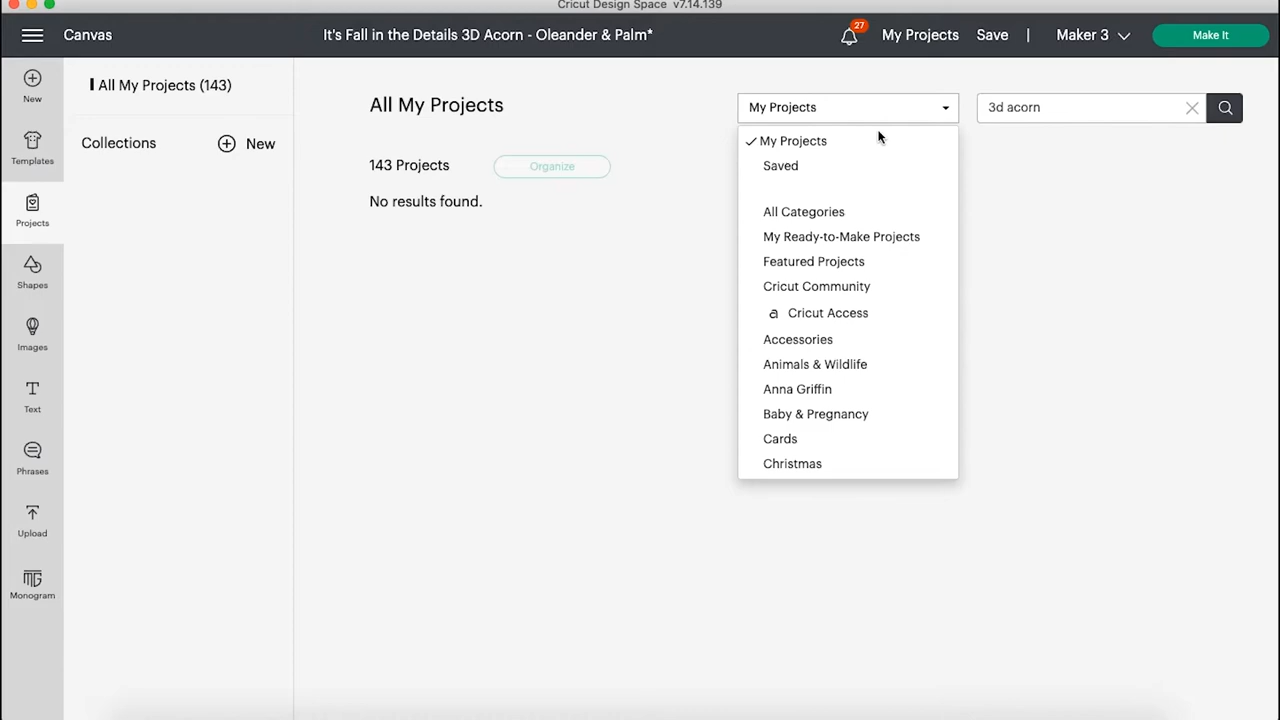 Cricut Design Space v7.14.139
Canvas
It's Fall in the Details 3D Acorn - Oleander & Palm*
27
My Projects
Save
|
Maker 3
Make It
New
Templates
Projects
Shapes
Images
Text
Phrases
Upload
MG
Monogram
All My Projects (143)
Collections
New
All My Projects
143 Projects
Organize
No results found.
My Projects
3d acorn
My Projects
Saved
All Categories
My Ready-to-Make Projects
Featured Projects
Cricut Community
a Cricut Access
Accessories
Animals & Wildlife
Anna Griffin
Baby & Pregnancy
Cards
Christmas